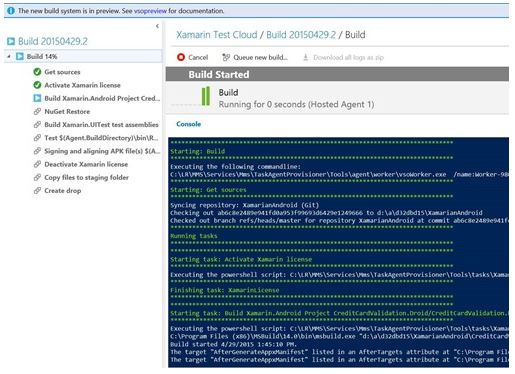 The new build system is in preview. See vsopreview for documentation.
Build 20150429.2
Build 14%
Get sources
Activate Xamarin license
Build Xamarin.Android Project Cred...
NuGet Restore
Build Xamarin.UITest test assemblies
Test $(Agent.BuildDirectory)\bin\R...
Signing and aligning APK file(s) $(A...
Deactivate Xamarin license
Copy files to staging folder
Create drop
Xamarin Test Cloud / Build 20150429.2 / Build
Cancel Queue new build... Download all logs as zip
Build Started
Build
Running for 0 seconds (Hosted Agent 1)
Console
Starting: Build
Executing the following commandline:
C:\LR\MMS\Services\Mms\TaskAgentProvisioner\Tools\agent\worker\vsoWorker.exe /name:Worker-
Starting: Get sources
Syncing repository: XamarianAndroid (Git)
Checking out to d:\a\d32dbd15\XamarianAndroid
Checked out branch refs/heads/master for repository XamarianAndroid at commit
Running tasks
Starting task: Activate Xamarin license
Executing the powershell script: C:\LR\MMS\Services\Mms\TaskAgentProvisioner\Tools\tasks\Xamar
Finishing task: XamarinLicense
Starting task: Build Xamarin.Android Project CreditCardValidation.Droid/CreditCardValidation.
Executing the powershell script: C:\LR\MMS\Services\Mms\TaskAgentProvisioner\Tools\tasks\Xamar
C:\Program Files (x86)\MSBuild\14.0\bin\msbuild.exe "d:\a\d32dbd15\XamarianAndroid\CreditCardVal
Build started 4/29/2015 1:45:10 PM.
The target "AfterGenerateAppxManifest" listed in an AfterTargets attribute at "C:\Program Fil
The target "AfterGenerateAppxManifest" listed in an AfterTargets attribute at "C:\Program Fil